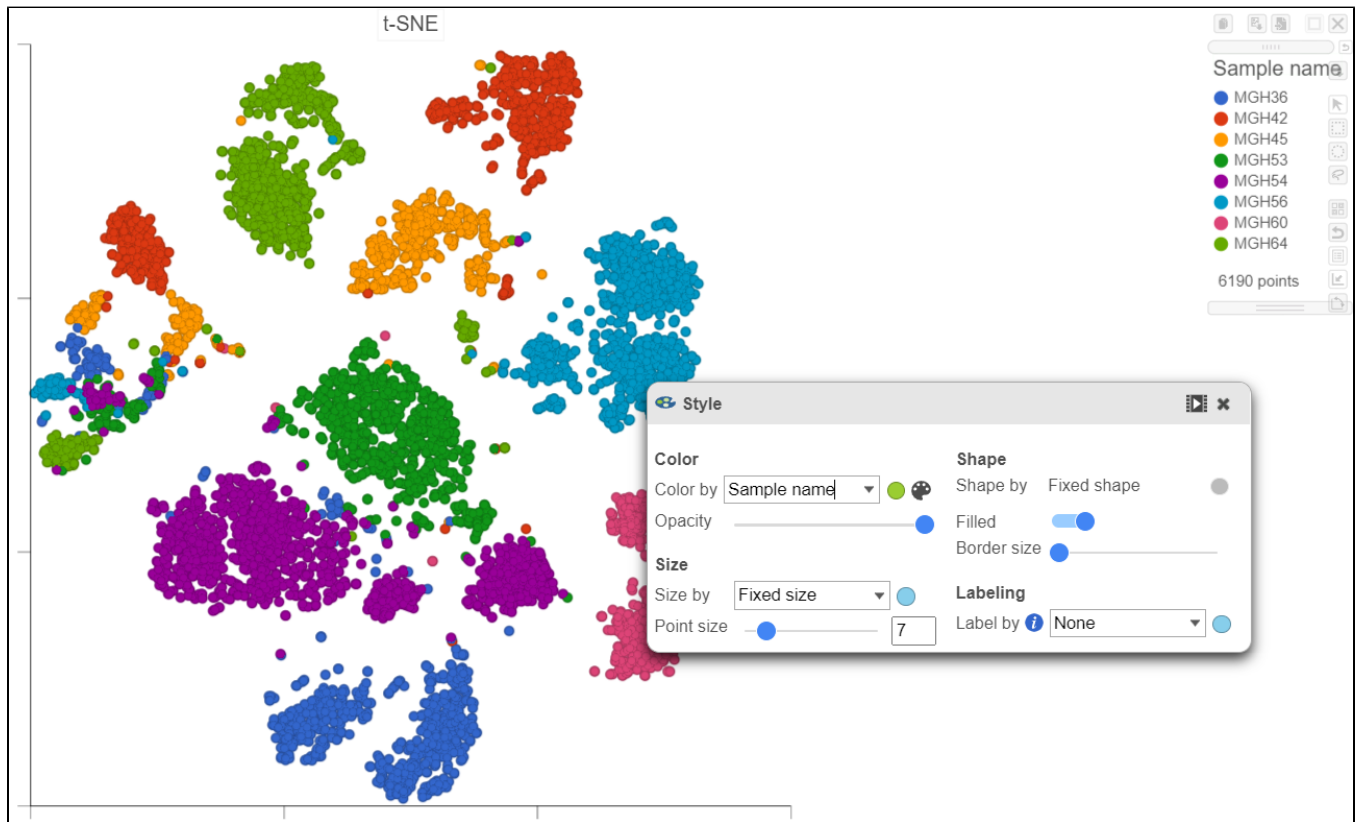 t-SNE
Sample name
MGH36
MGH42
MGH45
MGH53
MGH54
MGH56
MGH60
MGH64
6190 points
Style
Color
Color by Sample name
Opacity
Size
Size by Fixed size
Point size 7
Shape
Shape by Fixed shape
Filled
Border size
Labeling
Label by i None